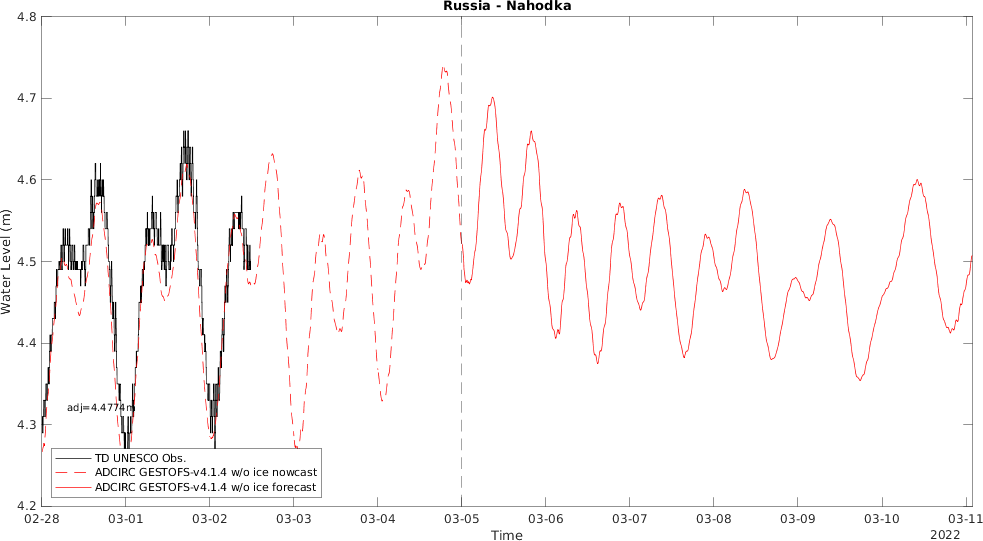 Russia - Nahodka
4.8
4.7
4.6
4.5
4.4
4.3
4.2
Water Level (m)
adj=4.4774m
TD UNESCO Obs.
ADCIRC GESTOFS-v4.1.4 w/o ice nowcast
ADCIRC GESTOFS-v4.1.4 w/o ice forecast
02-28 03-01 03-02 03-03 03-04 03-05 03-06 03-07 03-08 03-09 03-10 03-11
Time
2022